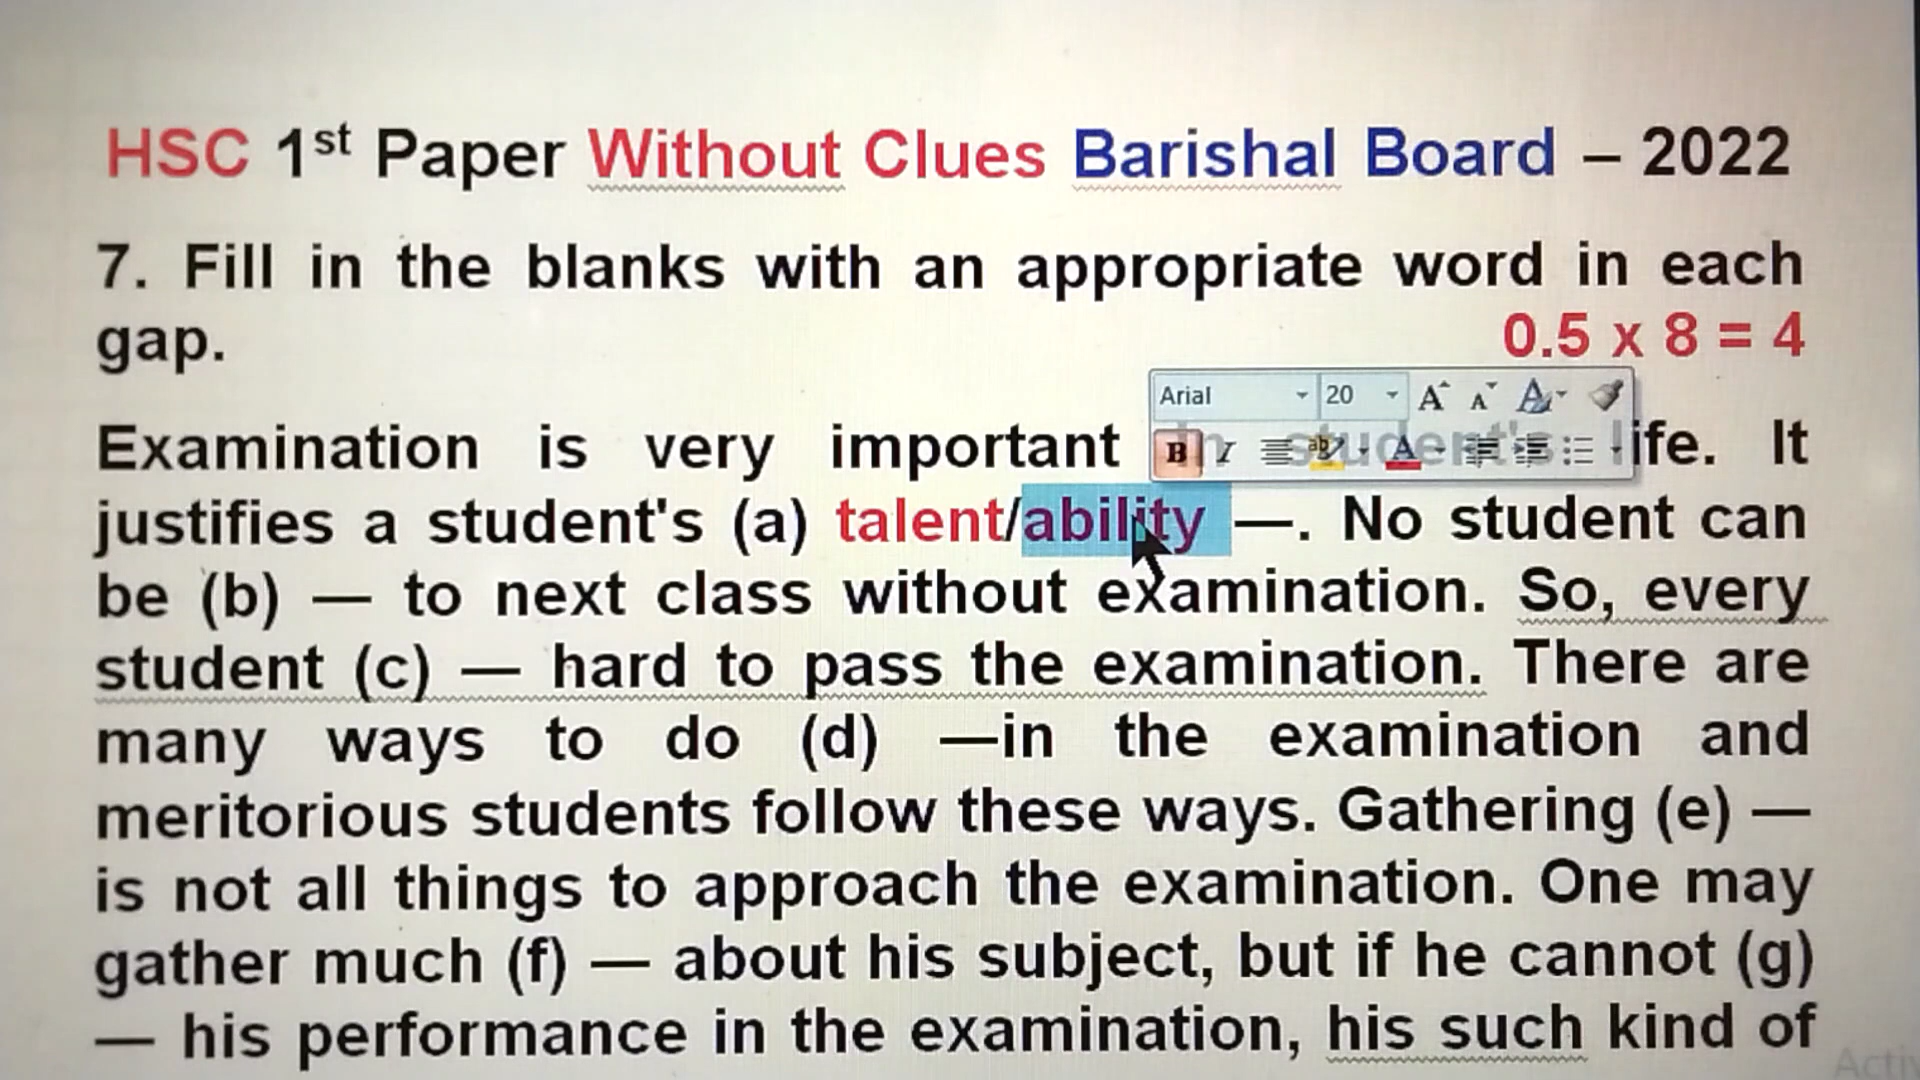 HSC 1st Paper Without Clues Barishal Board – 2022
7. Fill in the blanks with an appropriate word in each
gap. 0.5 x 8 = 4
Arial 20
Examination is very important in student's life. It
justifies a student's (a) talent/ability —. No student can
be (b) — to next class without examination. So, every
student (c) — hard to pass the examination. There are
many ways to do (d) —in the examination and
meritorious students follow these ways. Gathering (e) —
is not all things to approach the examination. One may
gather much (f) — about his subject, but if he cannot (g)
— his performance in the examination, his such kind of